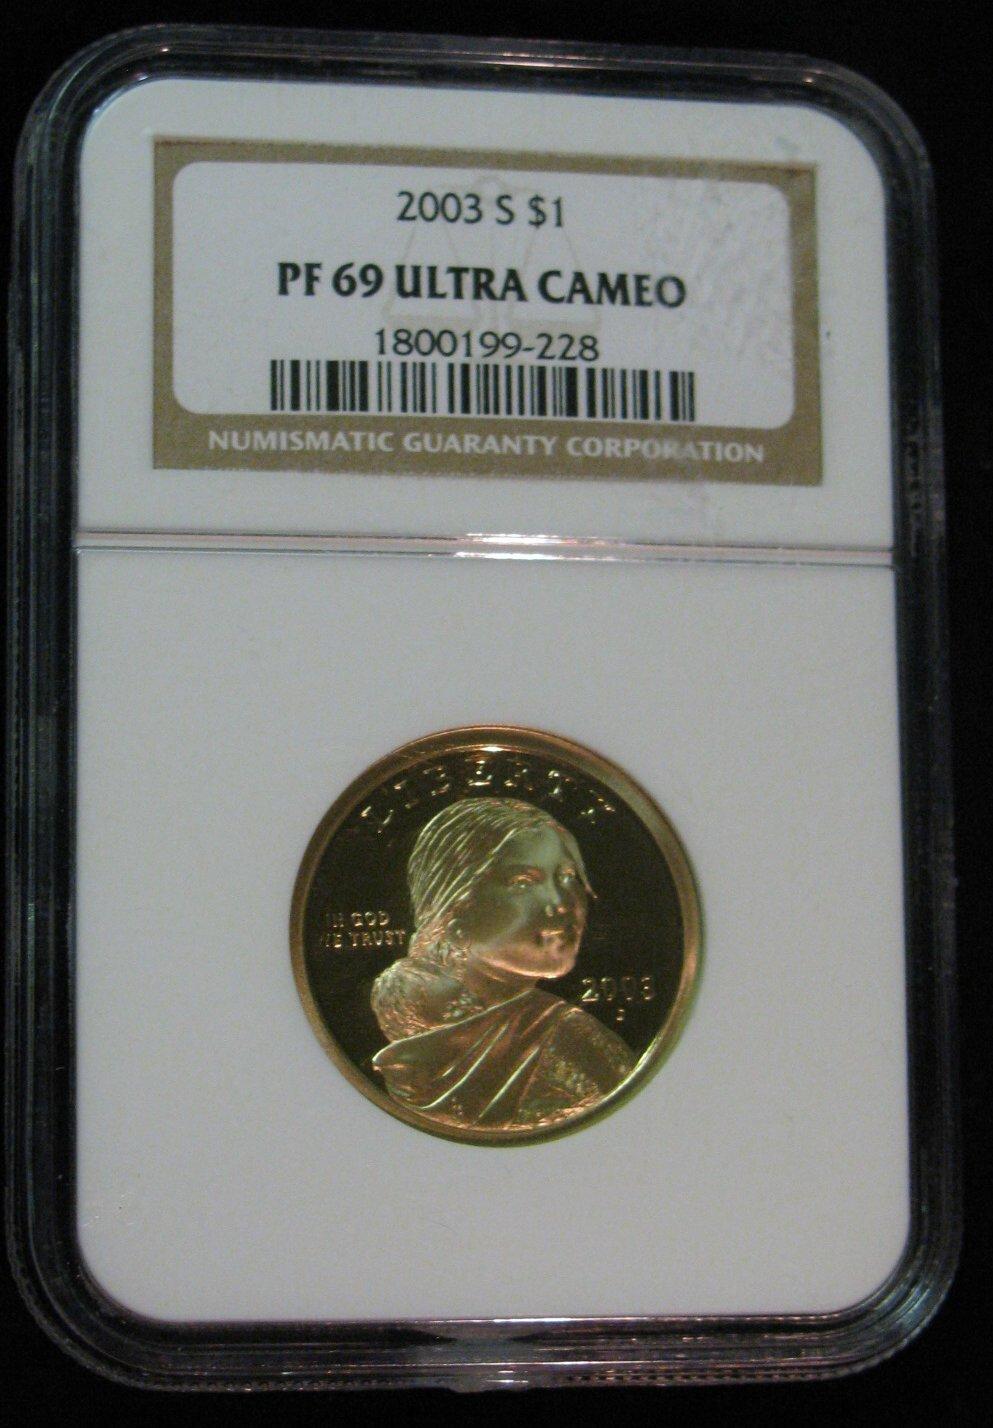 2003 S $1
PF 69 ULTRA CAMEO
1800199-228
NUMISMATIC GUARANTY CORPORATION
LIBERTY
IN GOD
WE TRUST
2003